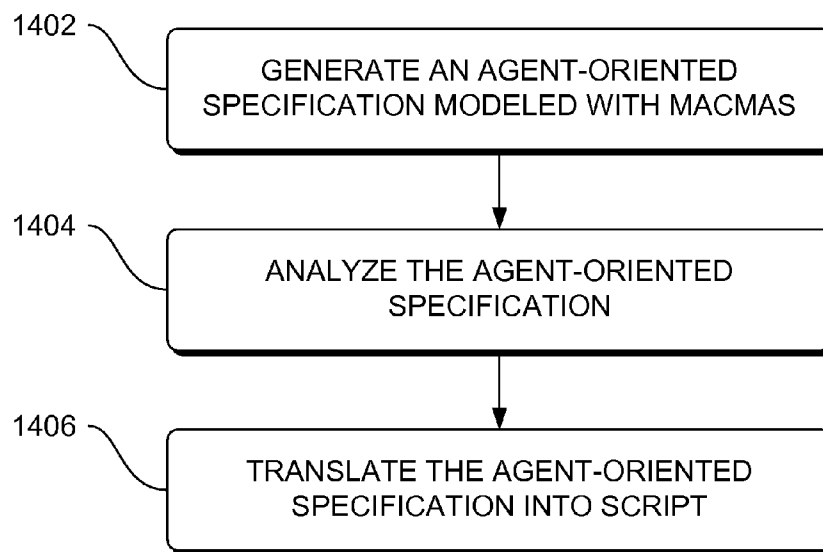 1402
GENERATE AN AGENT-ORIENTED
SPECIFICATION MODELED WITH MACMAS
1404
ANALYZE THE AGENT-ORIENTED
SPECIFICATION
1406
TRANSLATE THE AGENT-ORIENTED
SPECIFICATION INTO SCRIPT